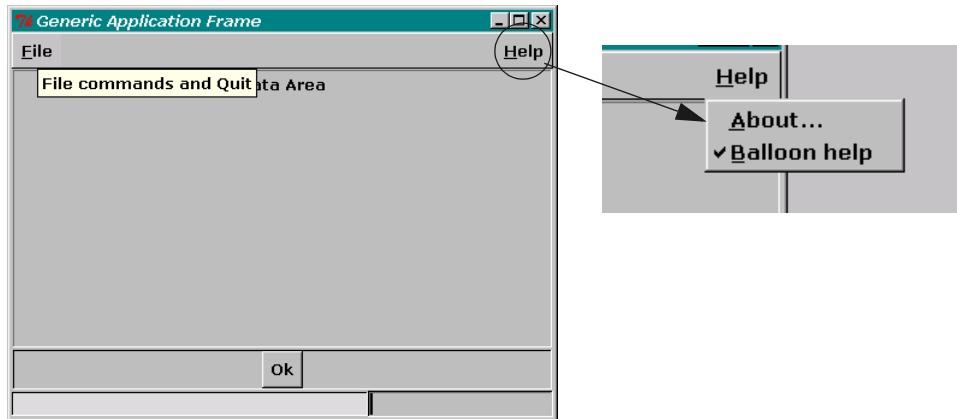 Generic Application Frame
File
Help
File commands and Quit
ata Area
Ok
Help
About...
Balloon help